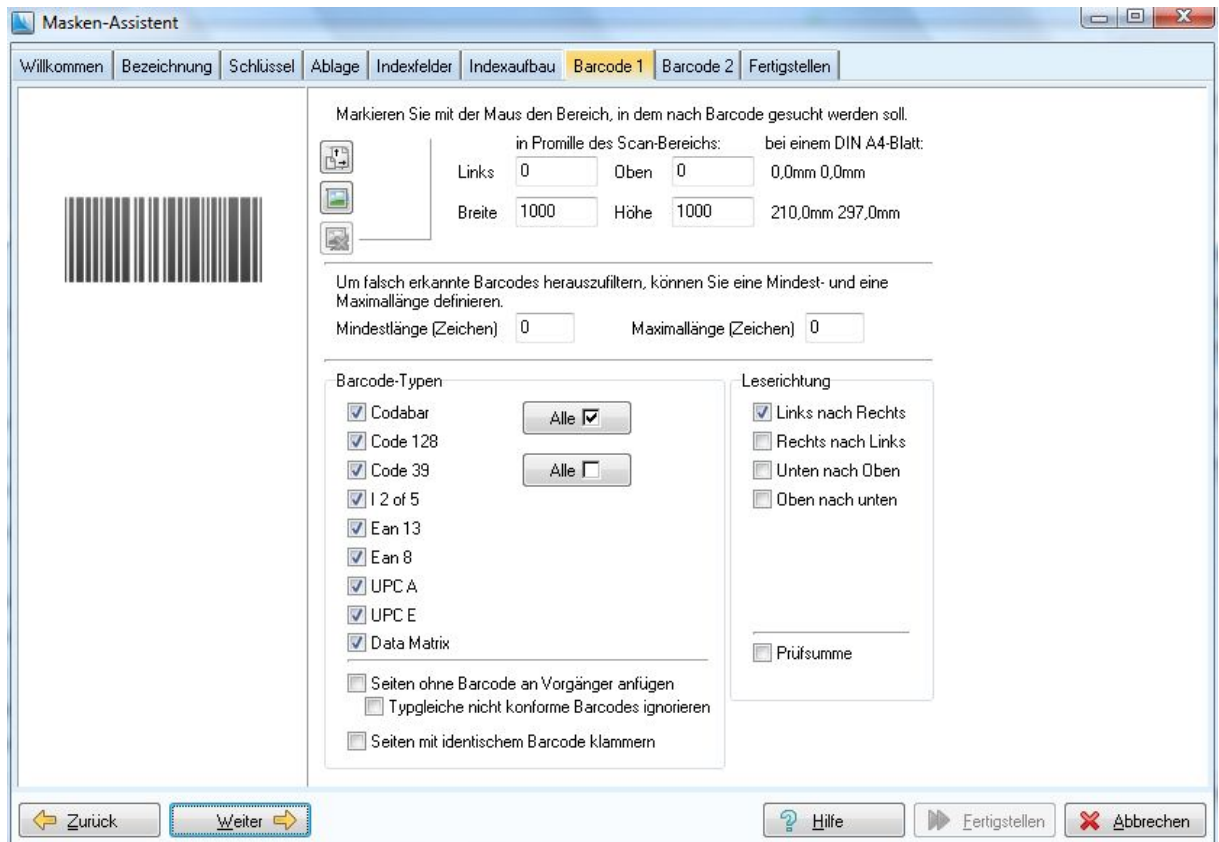 Masken-Assistent
Willkommen Bezeichnung Schlüssel Ablage Indexfelder Indexaufbau Barcode 1 Barcode 2 Fertigstellen
Markieren Sie mit der Maus den Bereich, in dem nach Barcode gesucht werden soll.
in Promille des Scan-Bereichs: bei einem DIN A4-Blatt:
Links 0 Oben 0 0,0mm 0,0mm
Breite 1000 Höhe 1000 210,0mm 297,0mm
Um falsch erkannte Barcodes herauszufiltern, können Sie eine Mindest- und eine
Maximallänge definieren.
Mindestlänge (Zeichen) 0 Maximallänge (Zeichen) 0
Barcode-Typen Leserichtung
Codabar Alle Links nach Rechts
Code 128 Rechts nach Links
Code 39 Alle Unten nach Oben
I 2 of 5 Oben nach unten
Ean 13
Ean 8
UPC A
UPC E
Data Matrix Prüfsumme
Seiten ohne Barcode an Vorgänger anfügen
Typgleiche nicht konforme Barcodes ignorieren
Seiten mit identischem Barcode klammern
Zurück Weiter Hilfe Fertigstellen Abbrechen